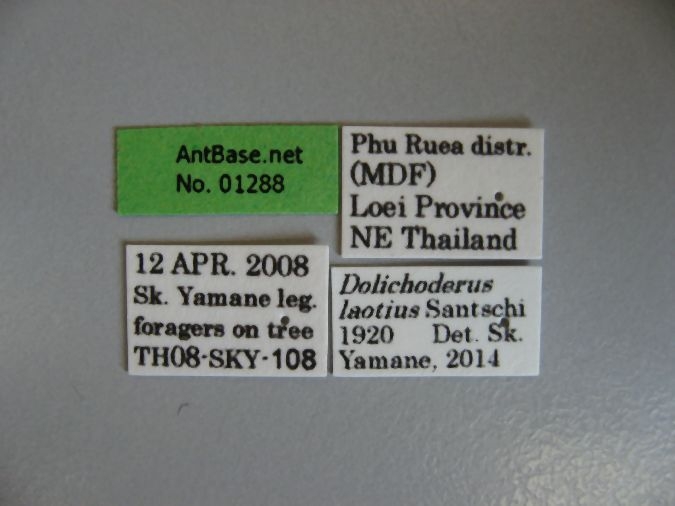 AntBase.net
No. 01288
Phu Ruea distr.
(MDF)
Loei Province
NE Thailand
12 APR. 2008
Sk. Yamane leg.
foragers on tree
TH08-SKY-108
Dolichoderus
laotius Santschi
1920 Det. Sk.
Yamane, 2014